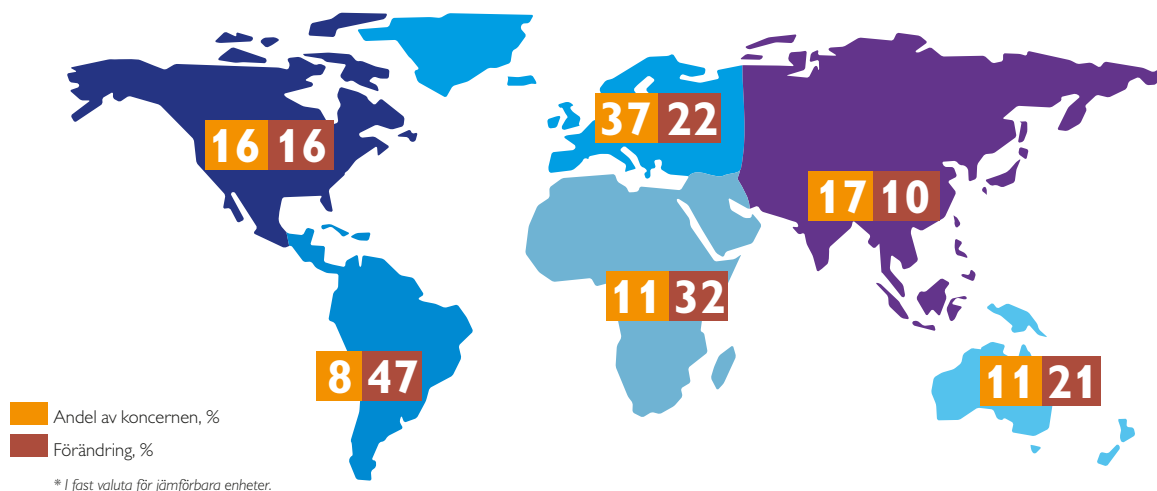 16 16
37 22
17 10
11 32
8 47
11 21
Andel av koncernen, %
Förändring, %
* I fast valuta för jämförbara enheter.